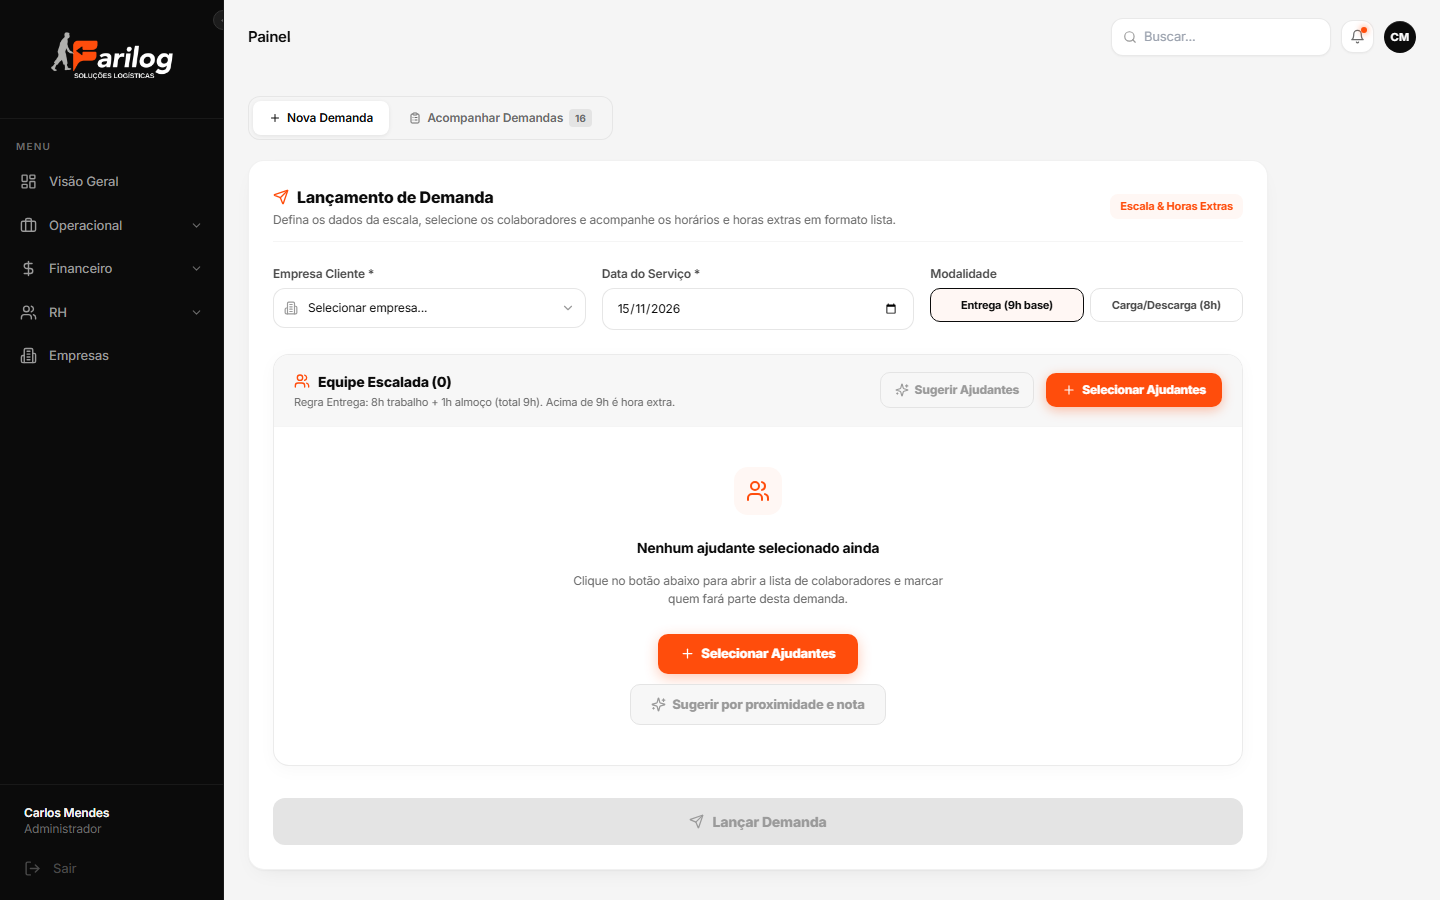 Farilog
SOLUÇÕES LOGÍSTICAS
MENU
Visão Geral
Operacional
Financeiro
RH
Empresas
Carlos Mendes
Administrador
Sair
Painel
Buscar...
CM
Nova Demanda
Acompanhar Demandas 16
Lançamento de Demanda
Defina os dados da escala, selecione os colaboradores e acompanhe os horários e horas extras em formato lista.
Escala & Horas Extras
Empresa Cliente *
Selecionar empresa...
Data do Serviço *
15/11/2026
Modalidade
Entrega (9h base)
Carga/Descarga (8h)
Equipe Escalada (0)
Regra Entrega: 8h trabalho + 1h almoço (total 9h). Acima de 9h é hora extra.
Sugerir Ajudantes
Selecionar Ajudantes
Nenhum ajudante selecionado ainda
Clique no botão abaixo para abrir a lista de colaboradores e marcar
quem fará parte desta demanda.
Selecionar Ajudantes
Sugerir por proximidade e nota
Lançar Demanda